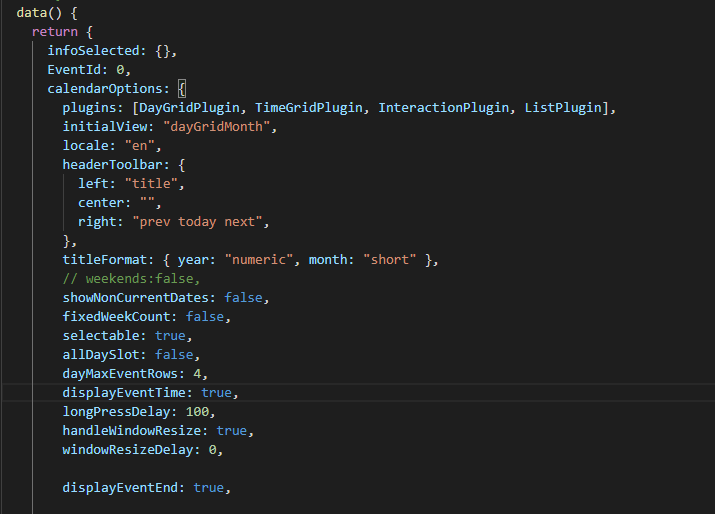 data() {
return {
infoSelected: {},
EventId: 0,
calendarOptions: {
plugins: [DayGridPlugin, TimeGridPlugin, InteractionPlugin, ListPlugin],
initialView: "dayGridMonth",
locale: "en",
headerToolbar: {
left: "title",
center: "",
right: "prev today next",
},
titleFormat: { year: "numeric", month: "short" },
// weekends:false,
showNonCurrentDates: false,
fixedWeekCount: false,
selectable: true,
allDaySlot: false,
dayMaxEventRows: 4,
displayEventTime: true,
longPressDelay: 100,
handleWindowResize: true,
windowResizeDelay: 0,
displayEventEnd: true,